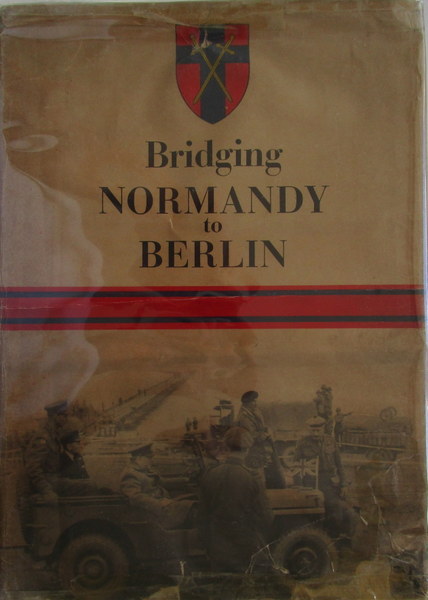 Bridging
NORMANDY
to
BERLIN